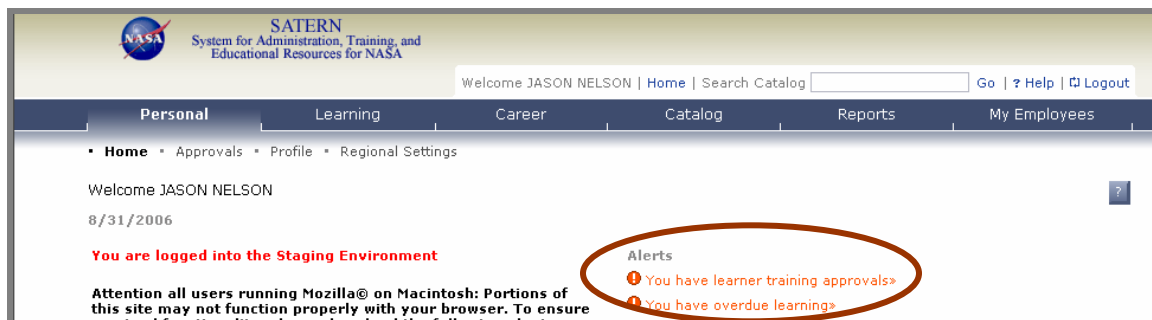 NASA
SATERN
System for Administration, Training, and
Educational Resources for NASA
Welcome JASON NELSON | Home | Search Catalog Go | ? Help | Logout
Personal Learning Career Catalog Reports My Employees
Home Approvals Profile Regional Settings
Welcome JASON NELSON
?
8/31/2006
You are logged into the Staging Environment
Attention all users running Mozilla® on Macintosh: Portions of
this site may not function properly with your browser. To ensure
Alerts
You have learner training approvals»
You have overdue learning»